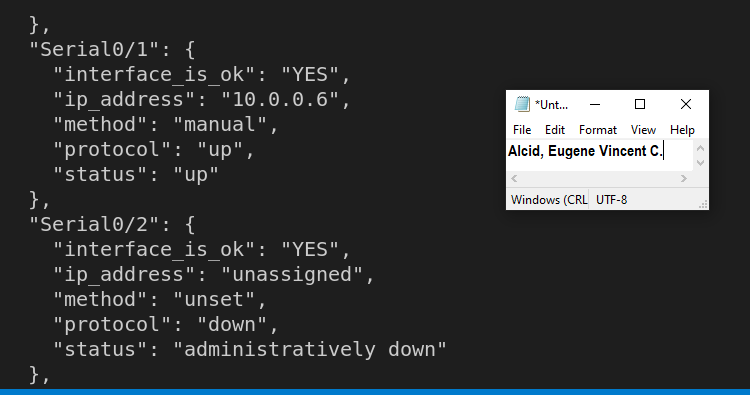 },
"Serial0/1": {
"interface_is_ok": "YES",
"ip_address": "10.0.0.6",
"method": "manual",
"protocol": "up",
"status": "up"
},
"Serial0/2": {
"interface_is_ok": "YES",
"ip_address": "unassigned",
"method": "unset",
"protocol": "down",
"status": "administratively down"
},
*Unt...
File Edit Format View Help
Alcid, Eugene Vincent C.
Windows (CRL UTF-8